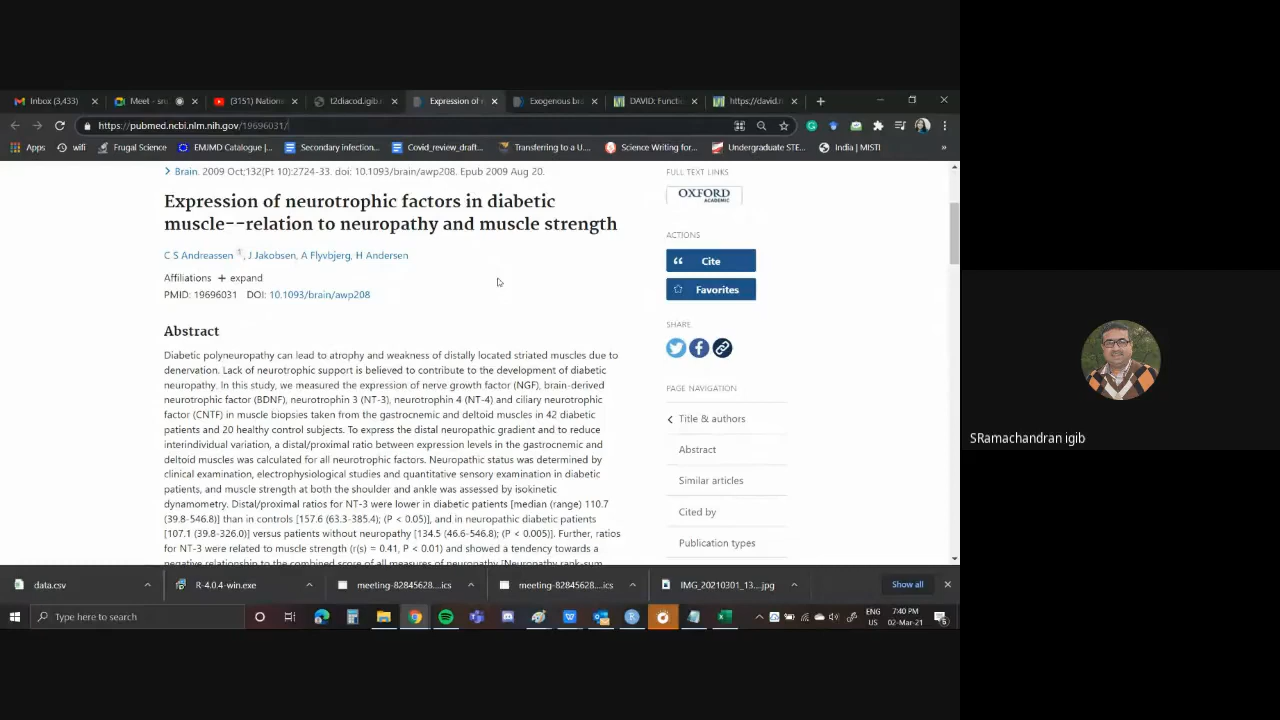 Inbox (3,433)
Meet - sn
(3151) Nation
t2diacod.igib.r
Expression of
Exogenous br
DAVID: Functi
https://david.n
https://pubmed.ncbi.nlm.nih.gov/19696031/
Apps
wifi
Frugal Science
EMJMD Catalogue |...
Secondary infection...
Covid_review_draft...
Transferring to a U...
Science Writing for...
Undergraduate STE...
India | MISTI
»
Brain. 2009 Oct;132(Pt 10):2724-33. doi: 10.1093/brain/awp208. Epub 2009 Aug 20.
Expression of neurotrophic factors in diabetic
muscle--relation to neuropathy and muscle strength
C S Andreassen 1, J Jakobsen, A Flyvbjerg, H Andersen
Affiliations + expand
PMID: 19696031 DOI: 10.1093/brain/awp208
Abstract
Diabetic polyneuropathy can lead to atrophy and weakness of distally located striated muscles due to
denervation. Lack of neurotrophic support is believed to contribute to the development of diabetic
neuropathy. In this study, we measured the expression of nerve growth factor (NGF), brain-derived
neurotrophic factor (BDNF), neurotrophin 3 (NT-3), neurotrophin 4 (NT-4) and ciliary neurotrophic
factor (CNTF) in muscle biopsies taken from the gastrocnemic and deltoid muscles in 42 diabetic
patients and 20 healthy control subjects. To express the distal neuropathic gradient and to reduce
interindividual variation, a distal/proximal ratio between expression levels in the gastrocnemic and
deltoid muscles was calculated for all neurotrophic factors. Neuropathic status was determined by
clinical examination, electrophysiological studies and quantitative sensory examination in diabetic
patients, and muscle strength at both the shoulder and ankle was assessed by isokinetic
dynamometry. Distal/proximal ratios for NT-3 were lower in diabetic patients [median (range) 110.7
(39.8-546.8)] than in controls [157.6 (63.3-385.4); (P < 0.05)], and in neuropathic diabetic patients
[107.1 (39.8-326.0)] versus patients without neuropathy [134.5 (46.6-546.8); (P < 0.005)]. Further, ratios
for NT-3 were related to muscle strength (r(s) = 0.41, P < 0.01) and showed a tendency towards a
negative relationship to the combined score of all measures of neuropathy [Neuropathy rank-sum
FULL TEXT LINKS
OXFORD
ACADEMIC
ACTIONS
Cite
Favorites
SHARE
PAGE NAVIGATION
Title & authors
Abstract
Similar articles
Cited by
Publication types
data.csv
R-4.0.4-win.exe
meeting-82845628....ics
meeting-82845628....ics
IMG_20210301_13....jpg
Show all
Type here to search
ENG
US
7:40 PM
02-Mar-21
SRamachandran igib